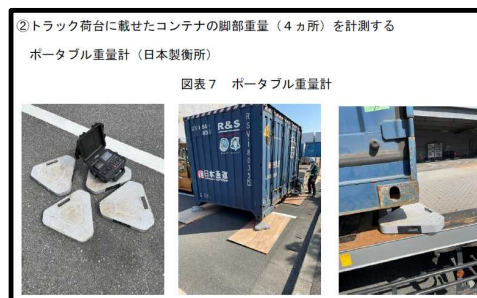 ②トラック荷台に載せたコンテナの脚部重量（４ヵ所）を計測する
ポータブル重量計（日本製衡所）
図表７　ポータブル重量計
R&S
日本通運